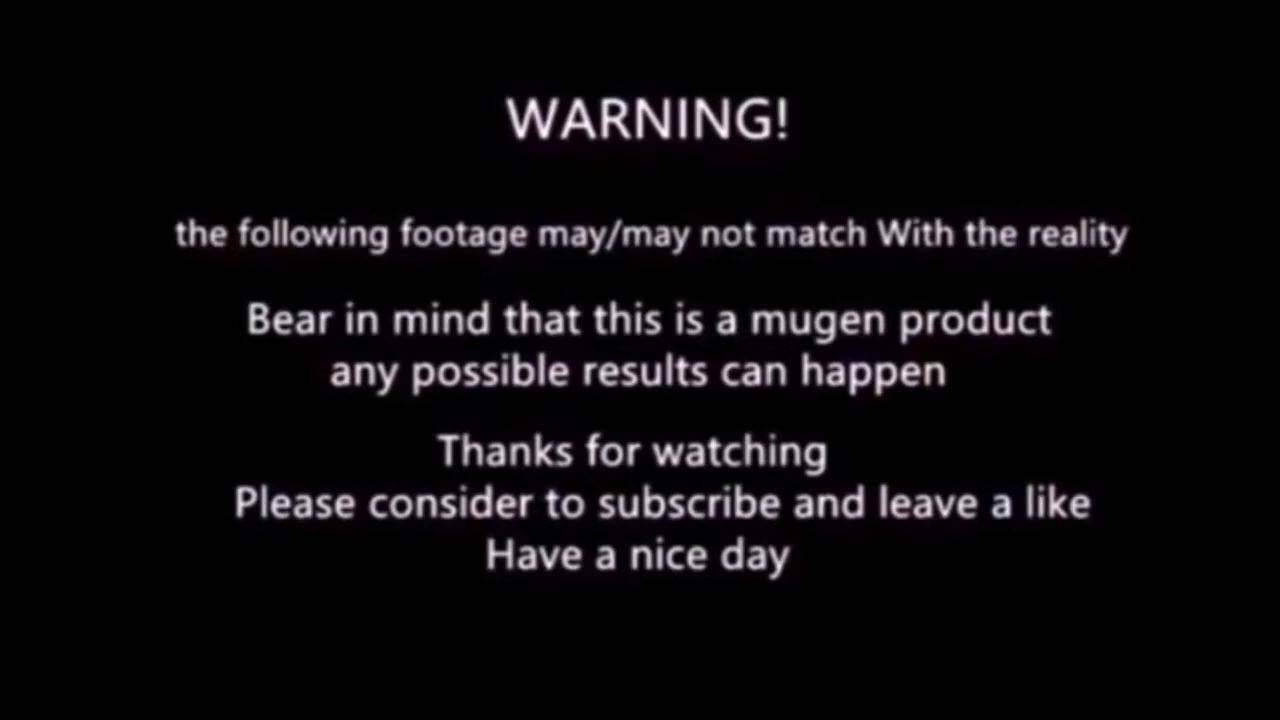 WARNING!
the following footage may/may not match With the reality
Bear in mind that this is a mugen product
any possible results can happen
Thanks for watching
Please consider to subscribe and leave a like
Have a nice day